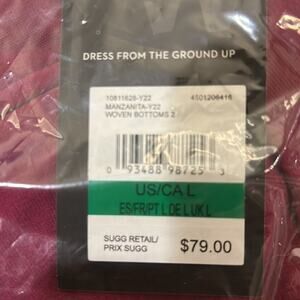 DRESS FROM THE GROUND UP
10811628-Y22 4501206416
MANZANITA-Y22
WOVEN BOTTOMS 2
0 93488 98725 3
US/CA L
ES/FR/PT L DE L UK L
SUGG RETAIL/
PRIX SUGG $79.00